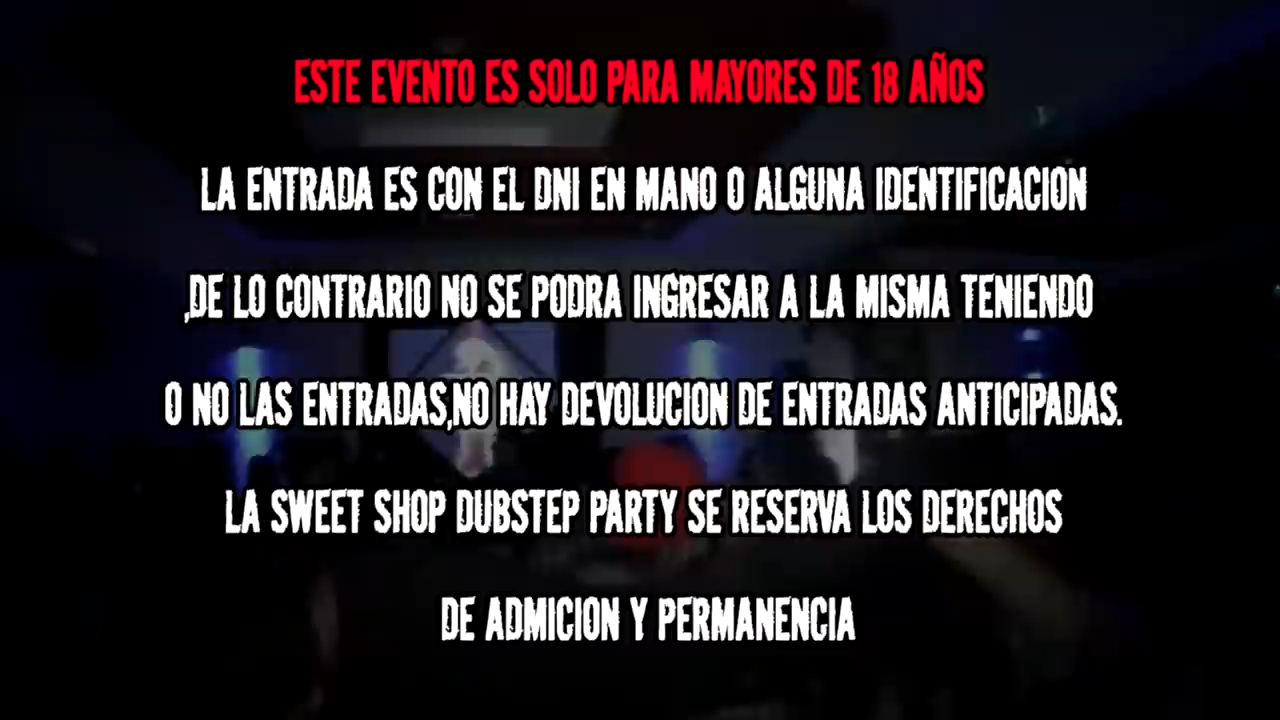 ESTE EVENTO ES SOLO PARA MAYORES DE 18 AÑOS
LA ENTRADA ES CON EL DNI EN MANO O ALGUNA IDENTIFICACION
,DE LO CONTRARIO NO SE PODRA INGRESAR A LA MISMA TENIENDO
O NO LAS ENTRADAS,NO HAY DEVOLUCION DE ENTRADAS ANTICIPADAS.
LA SWEET SHOP DUBSTEP PARTY SE RESERVA LOS DERECHOS
DE ADMICION Y PERMANENCIA